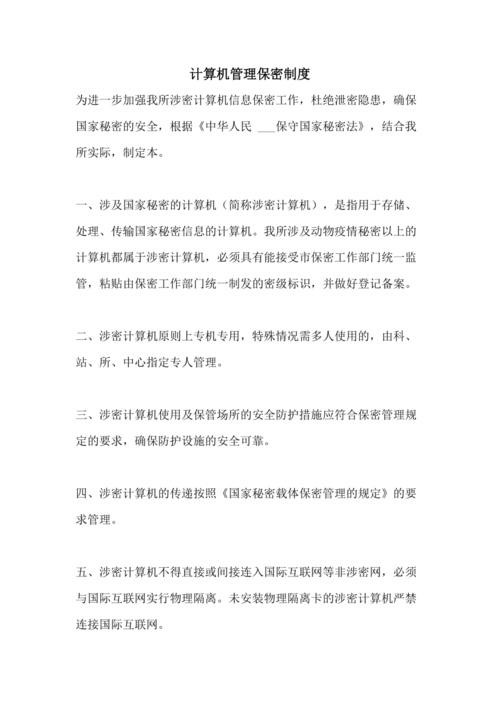 计算机管理保密制度
为进一步加强我所涉密计算机信息保密工作，杜绝泄密隐患，确保
国家秘密的安全，根据《中华人民 ___保守国家秘密法》，结合我
所实际，制定本。
一、涉及国家秘密的计算机（简称涉密计算机），是指用于存储、
处理、传输国家秘密信息的计算机。我所涉及动物疫情秘密以上的
计算机都属于涉密计算机，必须具有能接受市保密工作部门统一监
管，粘贴由保密工作部门统一制发的密级标识，并做好登记备案。
二、涉密计算机原则上专机专用，特殊情况需多人使用的，由科、
站、所、中心指定专人管理。
三、涉密计算机使用及保管场所的安全防护措施应符合保密管理规
定的要求，确保防护设施的安全可靠。
四、涉密计算机的传递按照《国家秘密载体保密管理的规定》的要
求管理。
五、涉密计算机不得直接或间接连入国际互联网等非涉密网，必须
与国际互联网实行物理隔离。未安装物理隔离卡的涉密计算机严禁
连接国际互联网。